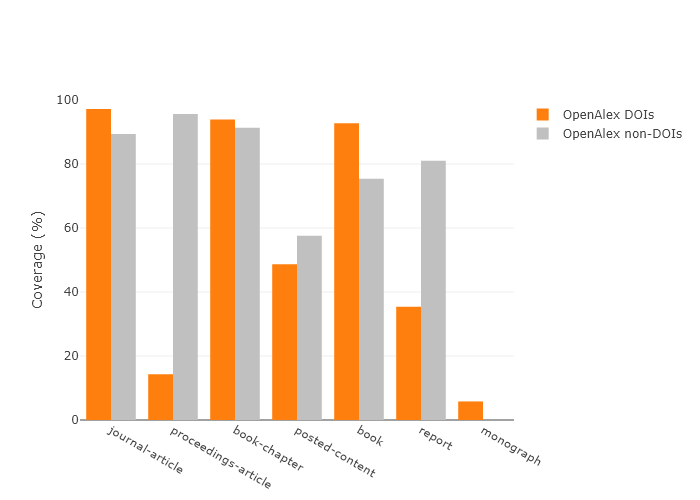 100
80
60
40
20
0
Coverage (%)
journal-article
proceedings-article
book-chapter
posted-content
book
report
monograph
OpenAlex DOIs
OpenAlex non-DOIs